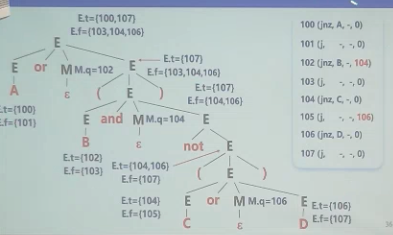 E.t={100,107}
E.f={103,104,106}
E
E or M M.q=102 E
E.t={107}
E.f={103,104,106}
A ε ( E )
E.t={107}
E.f={104,106}
E.t={100}
E.f={101}
E and M M.q=104 E
B ε not
E.t={102}
E.f={103}
E
E.t={104,106}
E.f={107}
( E )
E.t={104}
E.f={105}
E or M M.q=106 E
E.t={106}
E.f={107}
C ε D
100 (jnz, A, -, 0)
101 (j, -, -, 0)
102 (jnz, B, -, 104)
103 (j, -, -, 0)
104 (jnz, C, -, 0)
105 (j, -, -, 106)
106 (jnz, D, -, 0)
107 (j, -, -, 0)